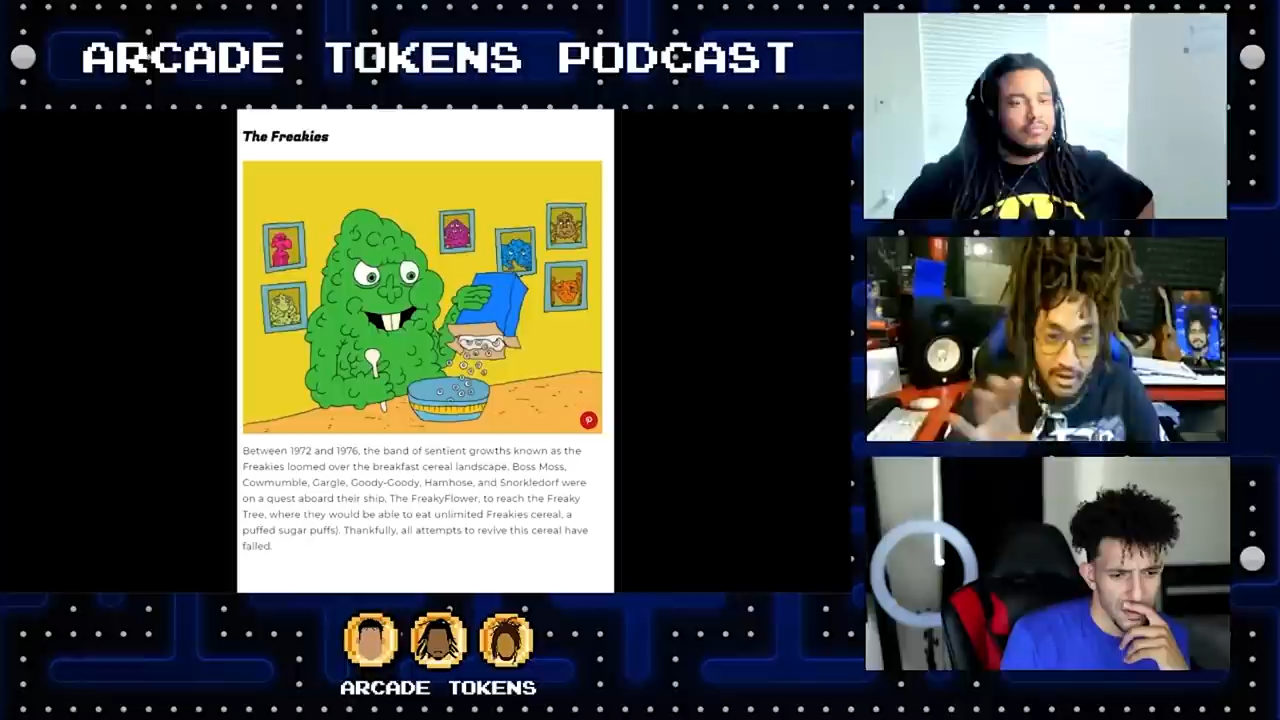 ARCADE TOKENS PODCAST
The Freakies
Between 1972 and 1976, the band of sentient growths known as the
Freakies loomed over the breakfast cereal landscape. Boss Moss,
Cowmumble, Gargle, Goody-Goody, Hamhose, and Snorkledorf were
on a quest aboard their ship, The FreakyFlower, to reach the Freaky
Tree, where they would be able to eat unlimited Freakies cereal, a
puffed sugar puffs). Thankfully, all attempts to revive this cereal have
failed.
ARCADE TOKENS